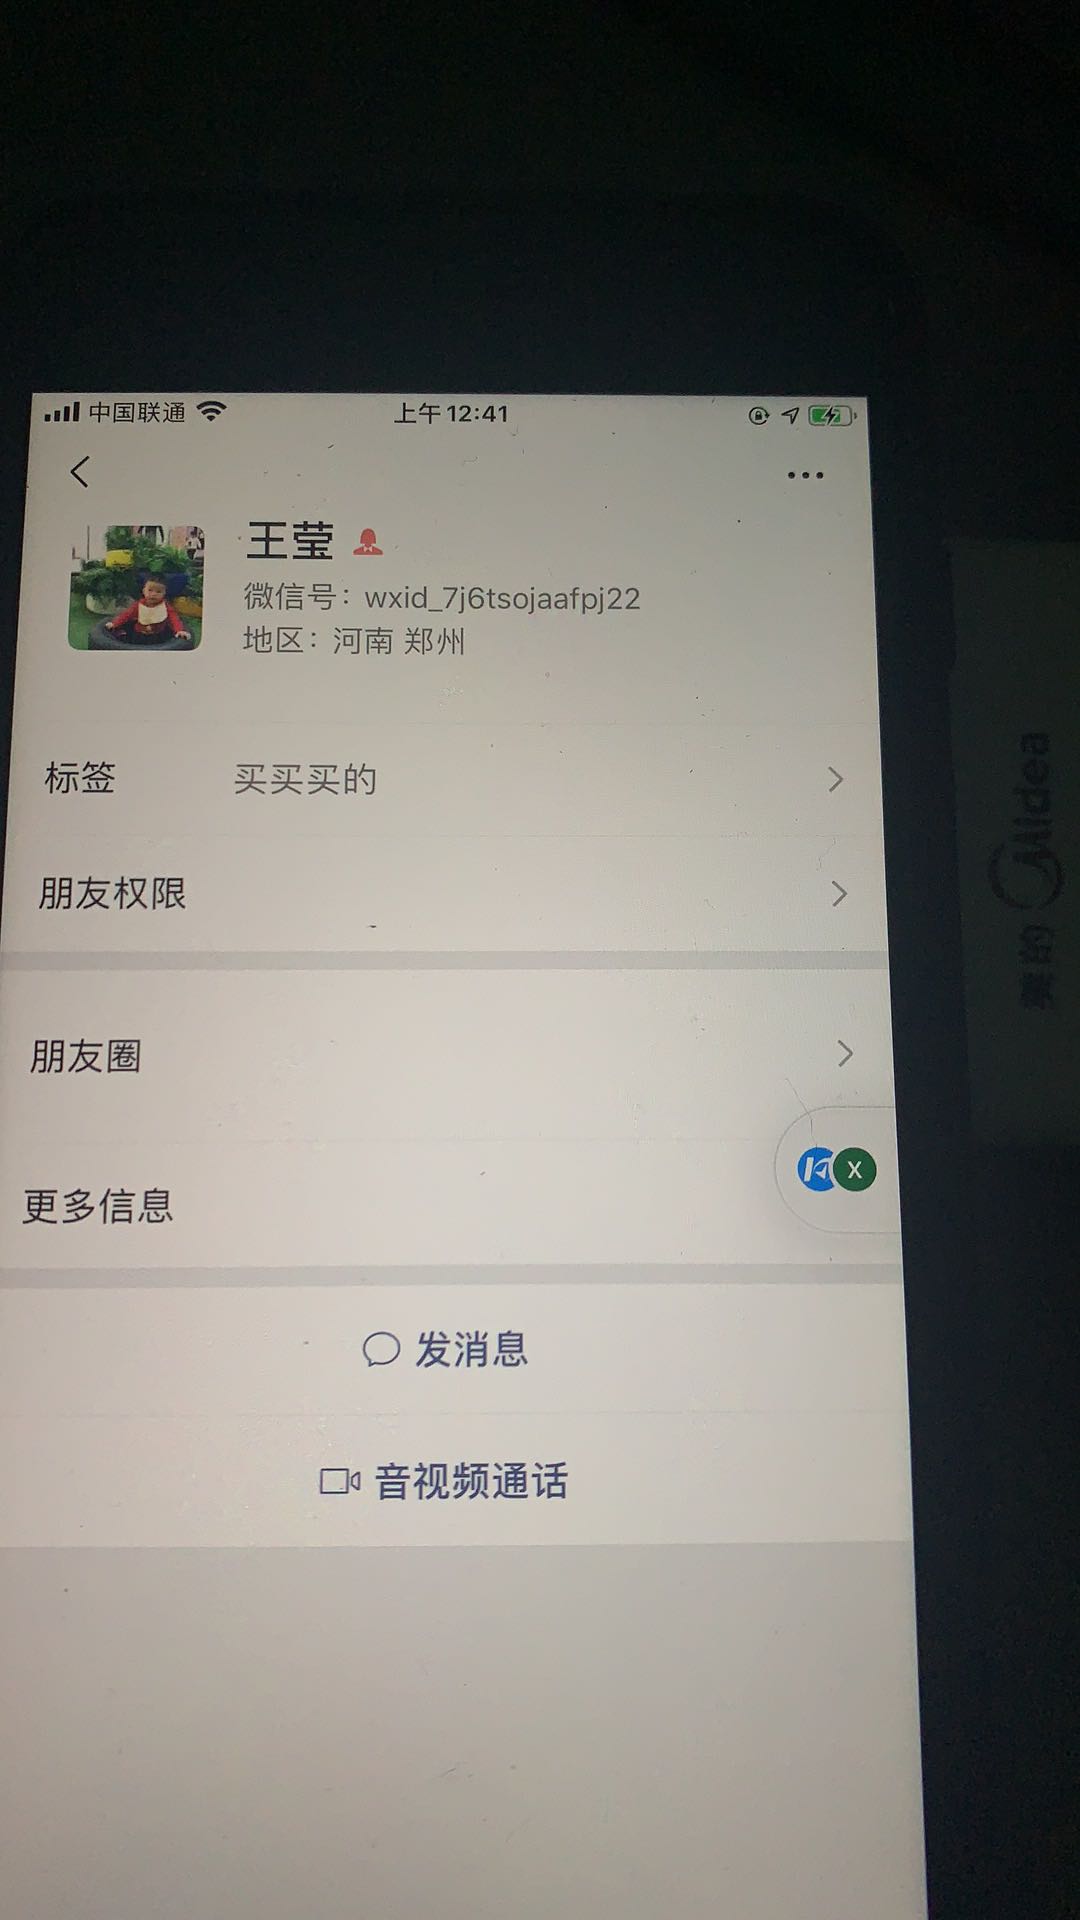 中国联通 上午12:41
王莹
微信号：wxid_7j6tsojaafpj22
地区：河南 郑州
标签 买买买的
朋友权限
朋友圈
X
更多信息
发消息
音视频通话
美的 Midea